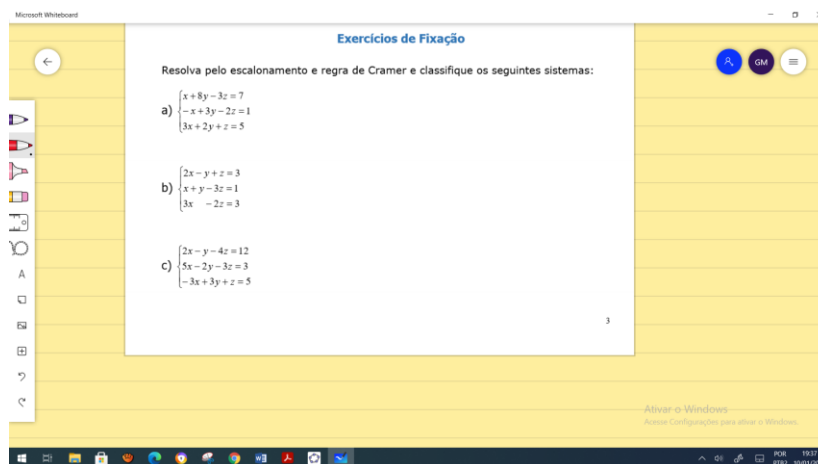 Microsoft Whiteboard
Exercícios de Fixação
GM
Resolva pelo escalonamento e regra de Cramer e classifique os seguintes sistemas:
a) x + 8y − 3z = 7
− x + 3y − 2z = 1
3x + 2y + z = 5
b) 2x − y + z = 3
x + y − 3z = 1
3x − 2z = 3
c) 2x − y − 4z = 12
5x − 2y − 3z = 3
− 3x + 3y + z = 5
3
Ativar o Windows
Acesse Configurações para ativar o Windows.
POR 19:37
PTB2